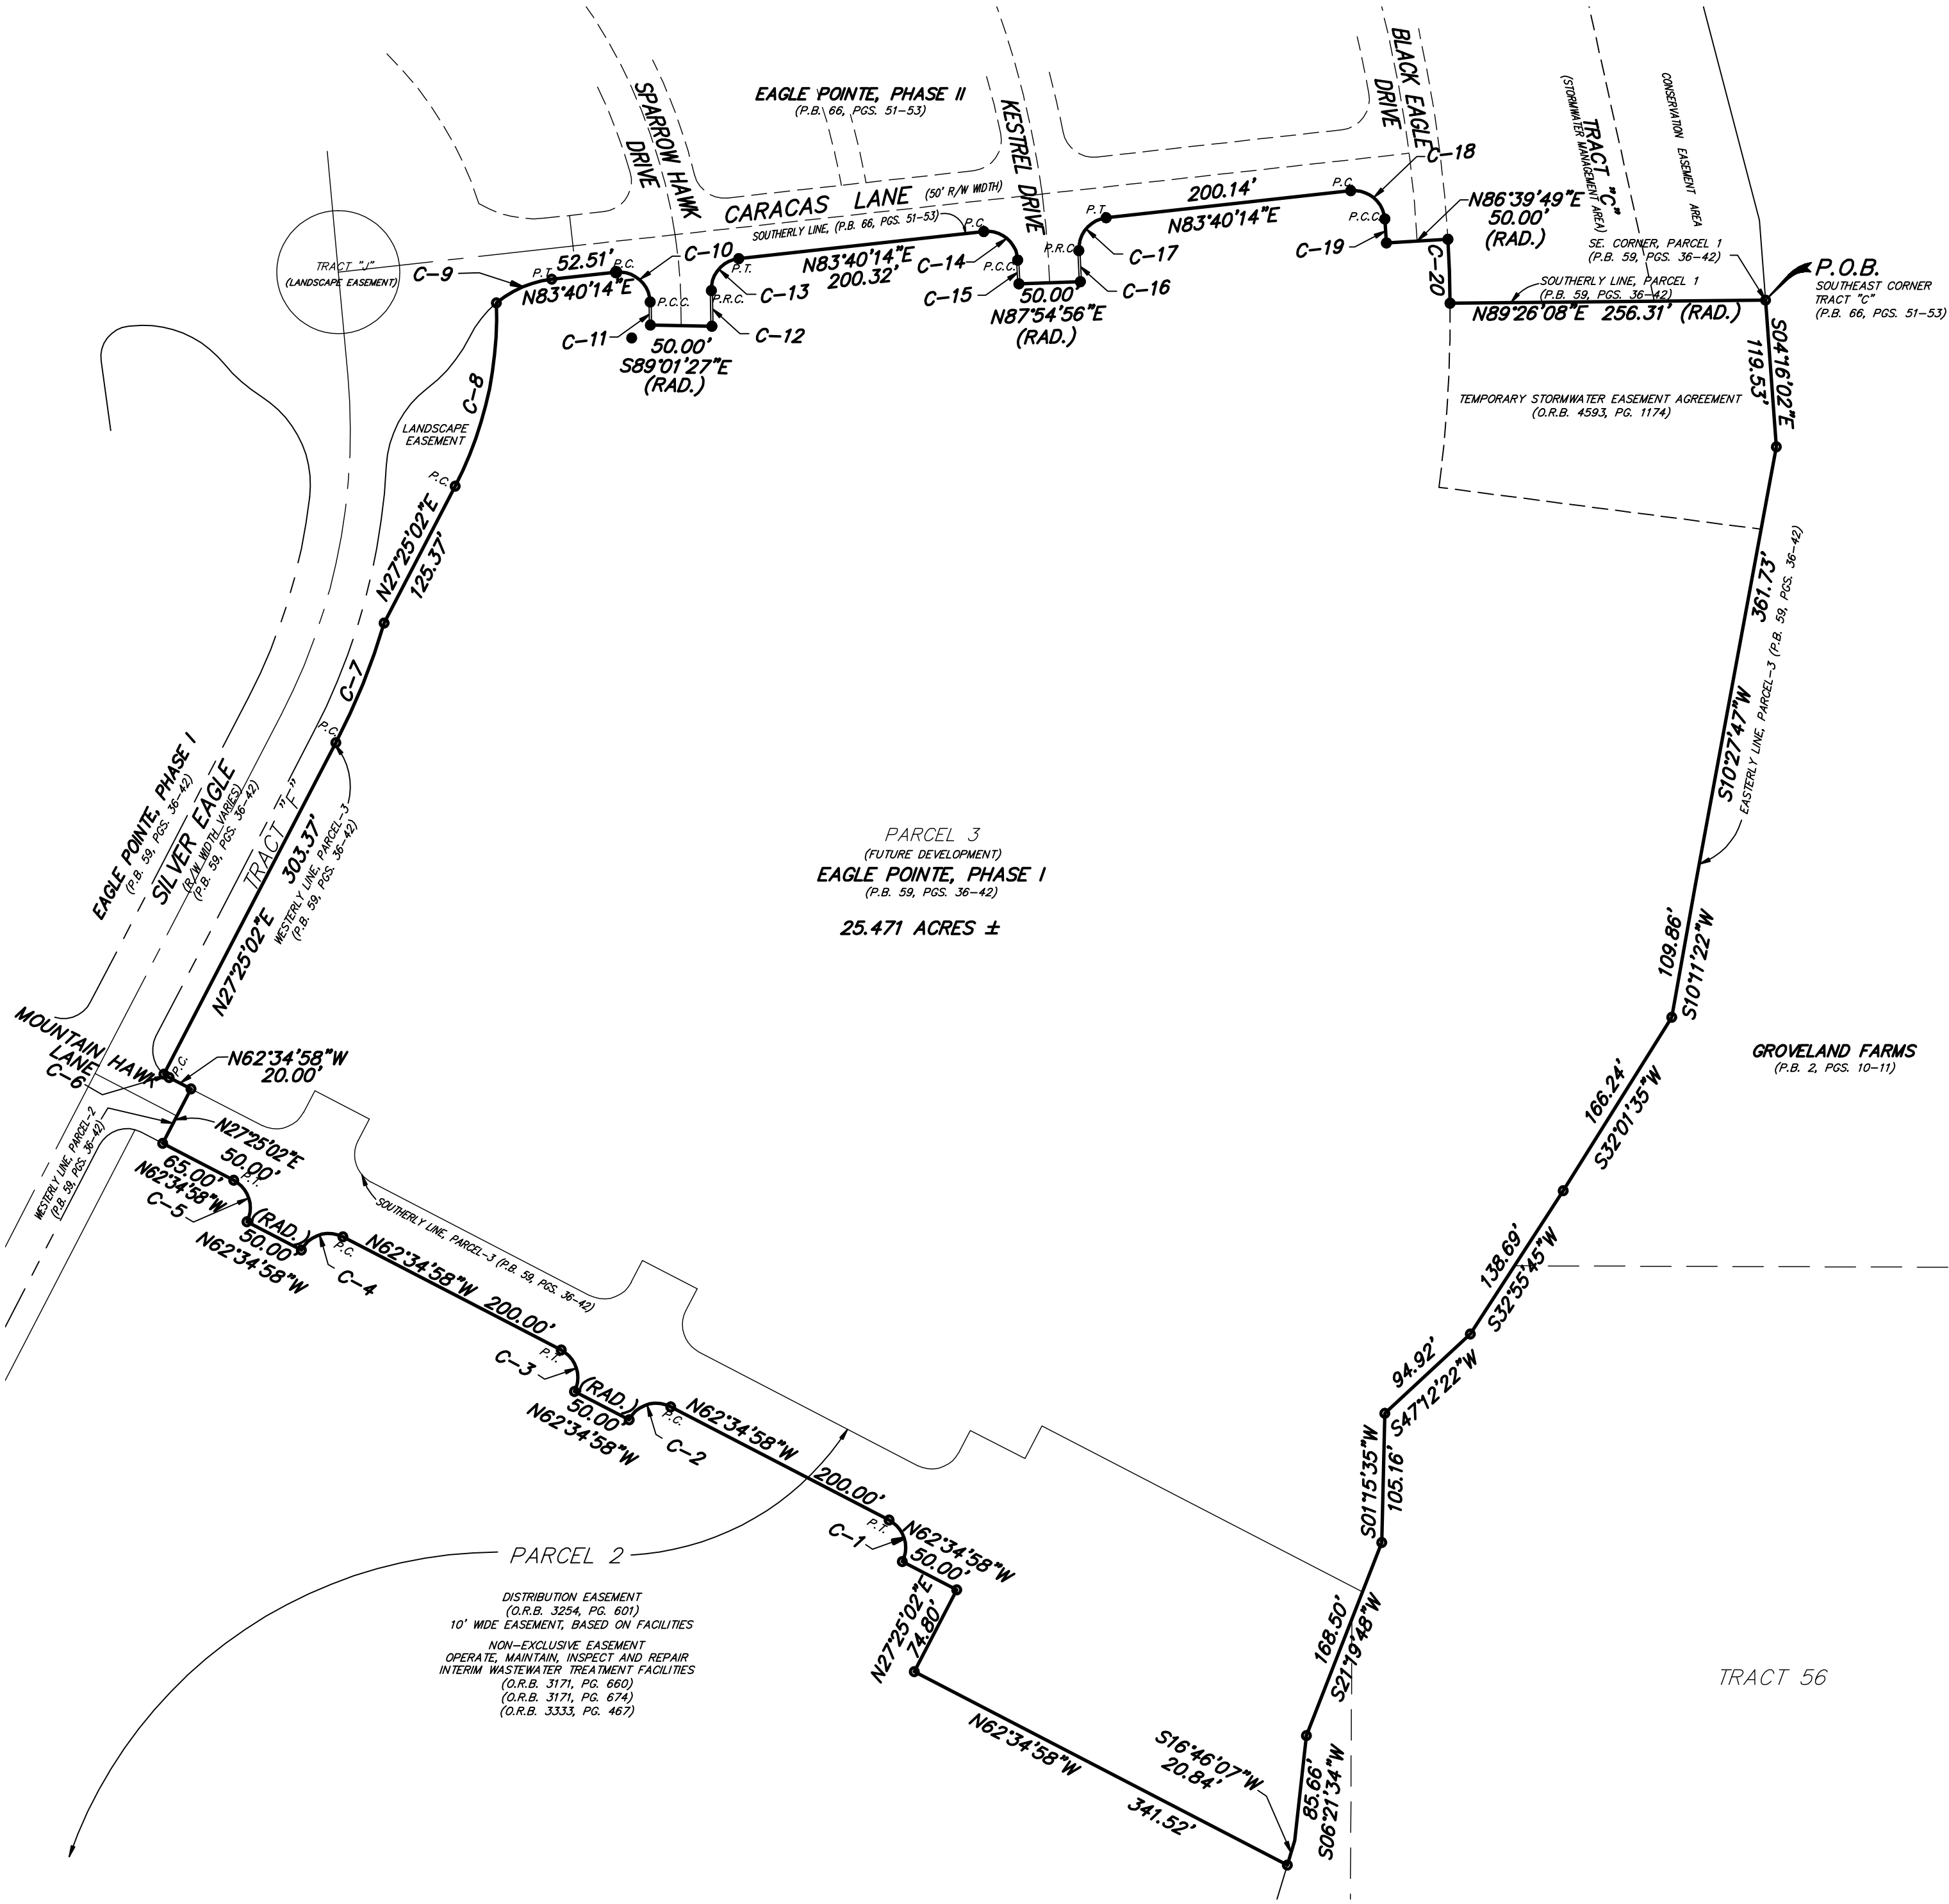 SPARROW HAWK
DRIVE
EAGLE POINTE, PHASE II
(P.B. 66, PGS. 51-53)
KESTREL DRIVE
BLACK EAGLE
DRIVE
(STORMWATER MANAGEMENT AREA)
TRACT "C"
CONSERVATION EASEMENT AREA
CARACAS LANE (50' R/W WIDTH)
SOUTHERLY LINE, (P.B. 66, PGS. 51-53)
TRACT "J"
(LANDSCAPE EASEMENT)
C-9
P.T.
52.51'
N83°40'14"E
P.C.
C-10
P.C.C.
C-11
50.00'
S89°01'27"E
(RAD.)
C-12
P.R.C.
C-13
P.T.
N83°40'14"E
200.32'
P.C.
C-14
P.C.C.
C-15
50.00'
N87°54'56"E
(RAD.)
C-16
P.R.C.
C-17
P.T.
200.14'
N83°40'14"E
P.C.
C-18
P.C.C.
C-19
N86°39'49"E
50.00'
(RAD.)
C-20
SE. CORNER, PARCEL 1
(P.B. 59, PGS. 36-42)
SOUTHERLY LINE, PARCEL 1
(P.B. 59, PGS. 36-42)
N89°26'08"E 256.31' (RAD.)
P.O.B.
SOUTHEAST CORNER
TRACT "C"
(P.B. 66, PGS. 51-53)
S04°16'02"E
119.53'
TEMPORARY STORMWATER EASEMENT AGREEMENT
(O.R.B. 4593, PG. 1174)
C-8
LANDSCAPE
EASEMENT
P.C.
N27°25'02"E
125.37'
C-7
P.C.
361.73'
S10°27'47"W
EASTERLY LINE, PARCEL-3 (P.B. 59, PGS. 36-42)
EAGLE POINTE, PHASE I
(P.B. 59, PGS. 36-42)
SILVER EAGLE
(R/W WIDTH VARIES)
(P.B. 59, PGS. 36-42)
TRACT "F"
303.37'
N27°25'02"E
WESTERLY LINE, PARCEL-3
(P.B. 59, PGS. 36-42)
PARCEL 3
(FUTURE DEVELOPMENT)
EAGLE POINTE, PHASE I
(P.B. 59, PGS. 36-42)
25.471 ACRES ±
109.86'
S10°11'22"W
GROVELAND FARMS
(P.B. 2, PGS. 10-11)
MOUNTAIN HAWK
LANE
C-6
P.C.
N62°34'58"W
20.00'
WESTERLY LINE, PARCEL-2
(P.B. 59, PGS. 36-42)
N27°25'02"E
50.00'
65.00'
N62°34'58"W
P.T.
C-5
(RAD.)
50.00'
N62°34'58"W
C-4
P.C.
SOUTHERLY LINE, PARCEL-3 (P.B. 59, PGS. 36-42)
N62°34'58"W 200.00'
P.T.
C-3
(RAD.)
50.00'
N62°34'58"W
C-2
P.C.
N62°34'58"W 200.00'
P.T.
C-1
N62°34'58"W
50.00'
N27°25'02"E
74.80'
N62°34'58"W 341.52'
166.24'
S32°01'35"W
138.69'
S32°55'45"W
94.92'
S47°12'22"W
S01°15'35"W
105.16'
168.50'
S21°19'48"W
S16°46'07"W
20.84'
85.66'
S06°21'34"W
PARCEL 2
DISTRIBUTION EASEMENT
(O.R.B. 3254, PG. 601)
10' WIDE EASEMENT, BASED ON FACILITIES
NON-EXCLUSIVE EASEMENT
OPERATE, MAINTAIN, INSPECT AND REPAIR
INTERIM WASTEWATER TREATMENT FACILITIES
(O.R.B. 3171, PG. 660)
(O.R.B. 3171, PG. 674)
(O.R.B. 3333, PG. 467)
TRACT 56